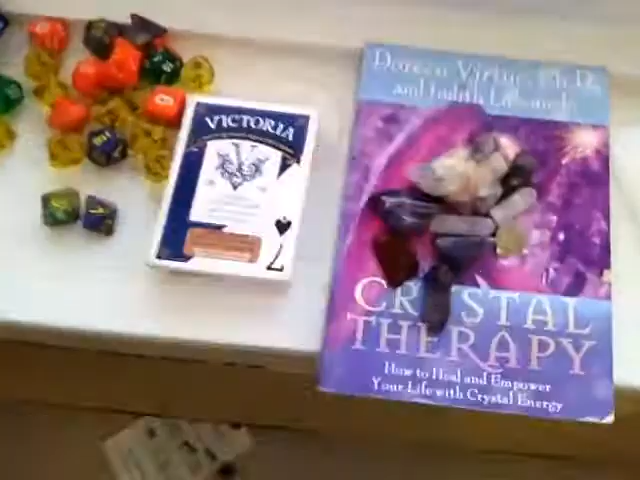 VICTORIA
7
Doreen Virtue, Ph.D.
and Judith Lukomski
CRYSTAL
THERAPY
How to Heal and Empower
Your Life with Crystal Energy